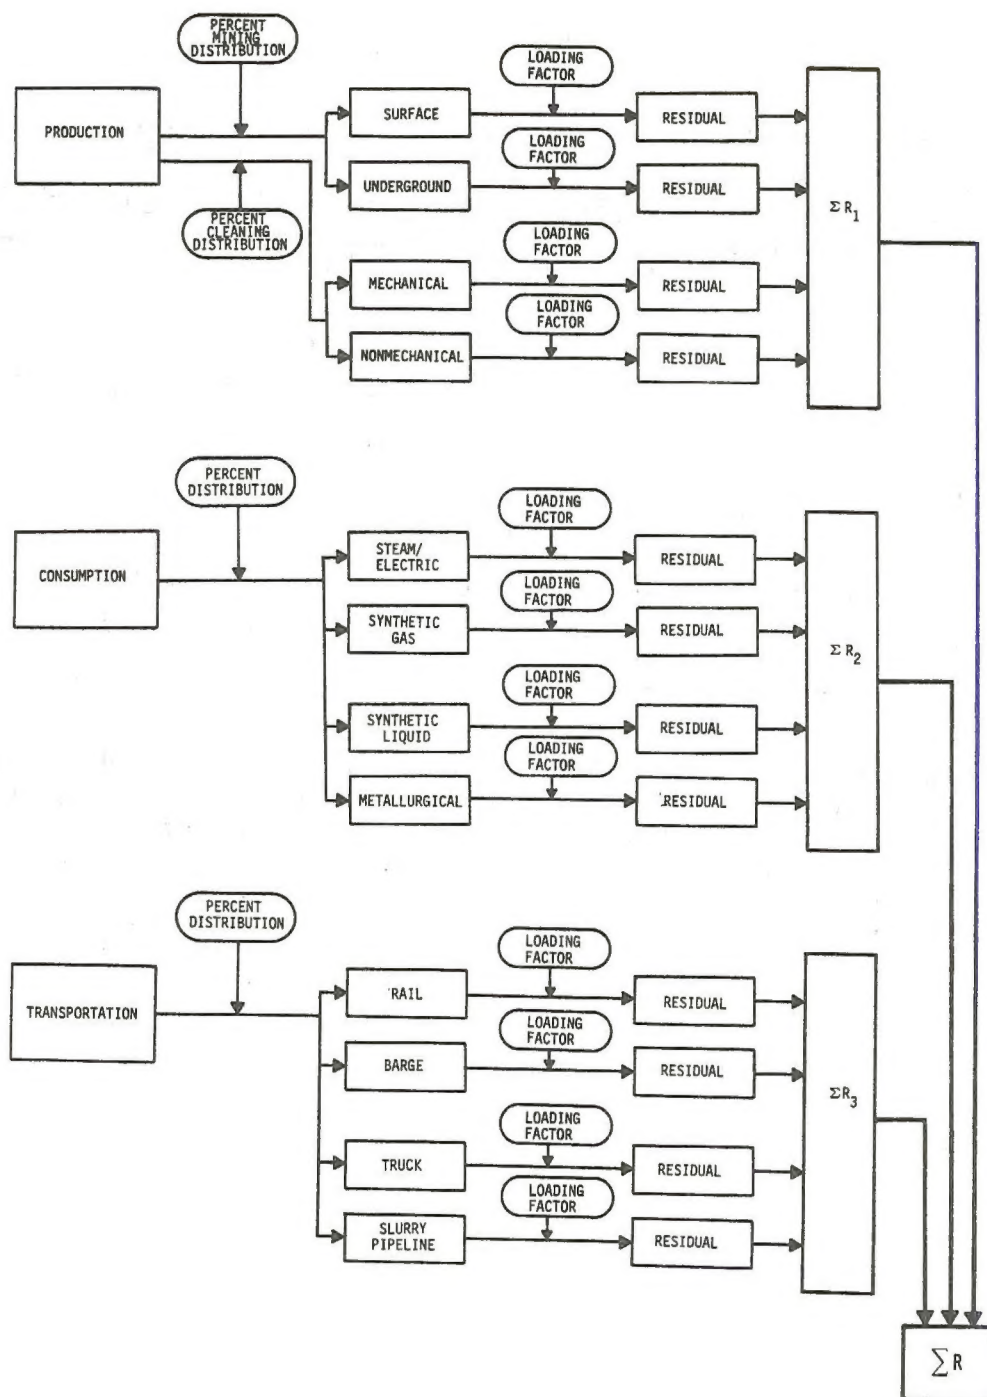 PERCENT
MINING
DISTRIBUTION
PRODUCTION
PERCENT
CLEANING
DISTRIBUTION
SURFACE
LOADING
FACTOR
RESIDUAL
UNDERGROUND
LOADING
FACTOR
RESIDUAL
MECHANICAL
LOADING
FACTOR
RESIDUAL
NONMECHANICAL
LOADING
FACTOR
RESIDUAL
ΣR1
PERCENT
DISTRIBUTION
CONSUMPTION
STEAM/
ELECTRIC
LOADING
FACTOR
RESIDUAL
SYNTHETIC
GAS
LOADING
FACTOR
RESIDUAL
SYNTHETIC
LIQUID
LOADING
FACTOR
RESIDUAL
METALLURGICAL
LOADING
FACTOR
RESIDUAL
ΣR2
PERCENT
DISTRIBUTION
TRANSPORTATION
RAIL
LOADING
FACTOR
RESIDUAL
BARGE
LOADING
FACTOR
RESIDUAL
TRUCK
LOADING
FACTOR
RESIDUAL
SLURRY
PIPELINE
LOADING
FACTOR
RESIDUAL
ΣR3
ΣR